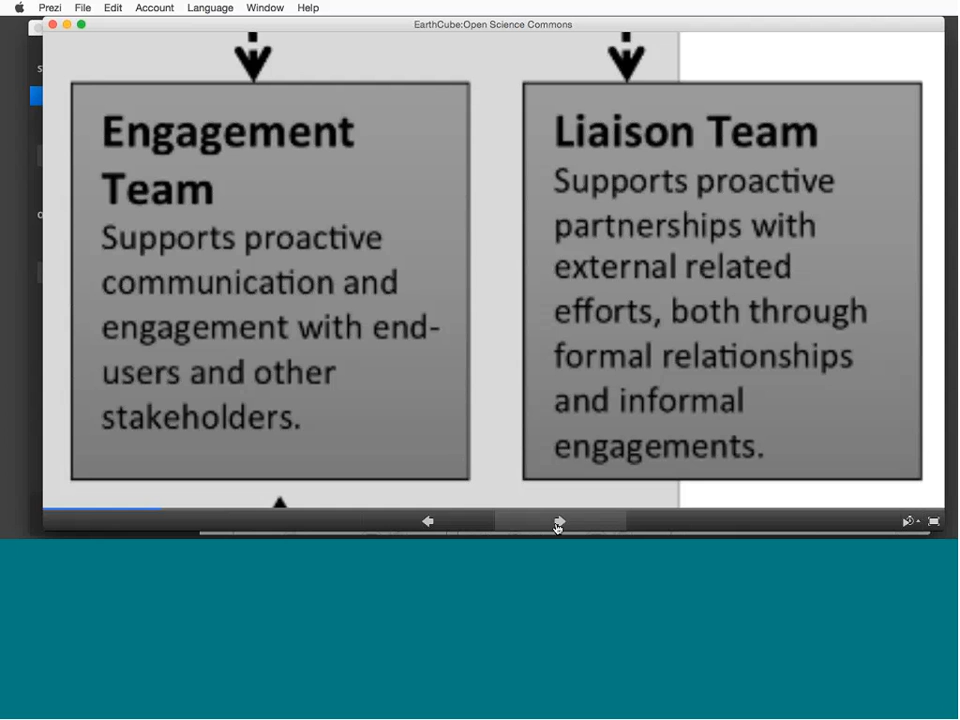 Prezi File Edit Account Language Window Help
EarthCube:Open Science Commons
Engagement
Team
Supports proactive
communication and
engagement with end-
users and other
stakeholders.
Liaison Team
Supports proactive
partnerships with
external related
efforts, both through
formal relationships
and informal
engagements.